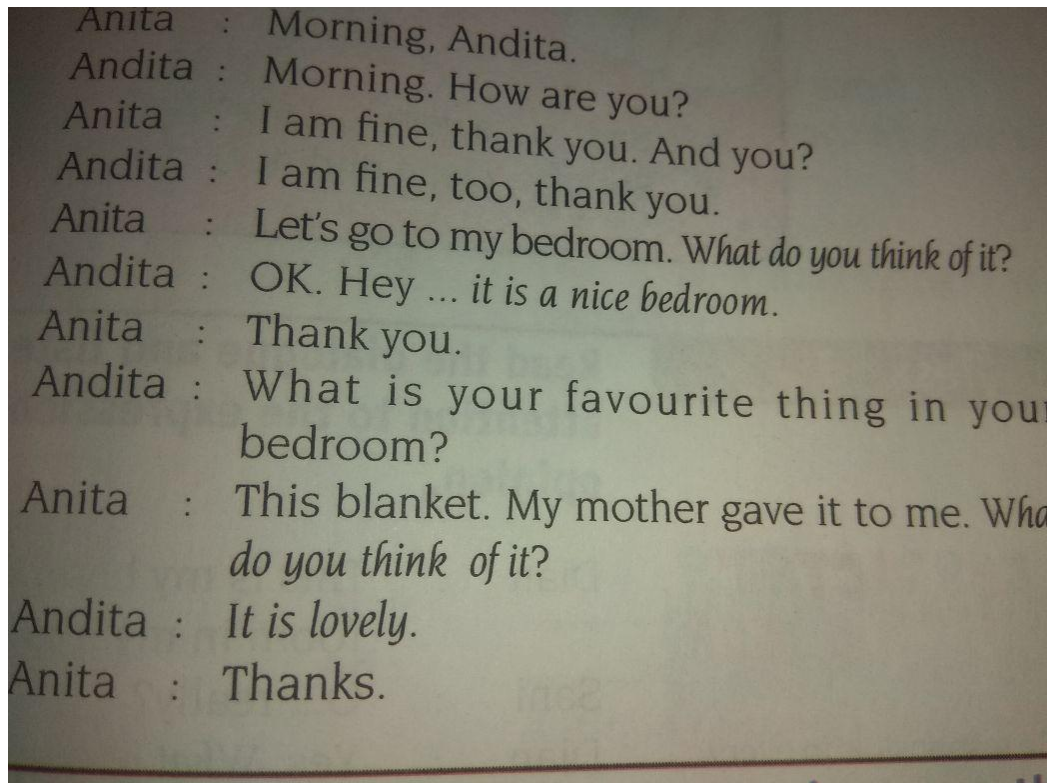 Anita : Morning, Andita.
Andita : Morning. How are you?
Anita : I am fine, thank you. And you?
Andita : I am fine, too, thank you.
Anita : Let's go to my bedroom. What do you think of it?
Andita : OK. Hey ... it is a nice bedroom.
Anita : Thank you.
Andita : What is your favourite thing in your
bedroom?
Anita : This blanket. My mother gave it to me. Wha
do you think of it?
Andita : It is lovely.
Anita : Thanks.